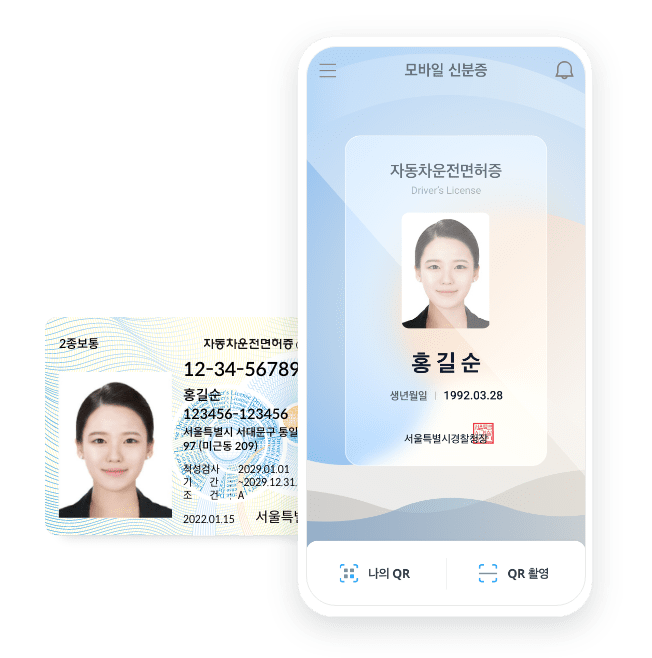 모바일 신분증
자동차운전면허증
Driver's License
홍길순
생년월일 | 1992.03.28
서울특별시경찰청장
나의 QR
QR 촬영
2종보통
자동차운전면허증
12-34-56789
홍길순
123456-123456
서울특별시 서대문구 통일
97 (미근동 209)
적성검사 2029.01.01
기 간 : ~2029.12.31.
조 건 : A
2022.01.15
서울특별